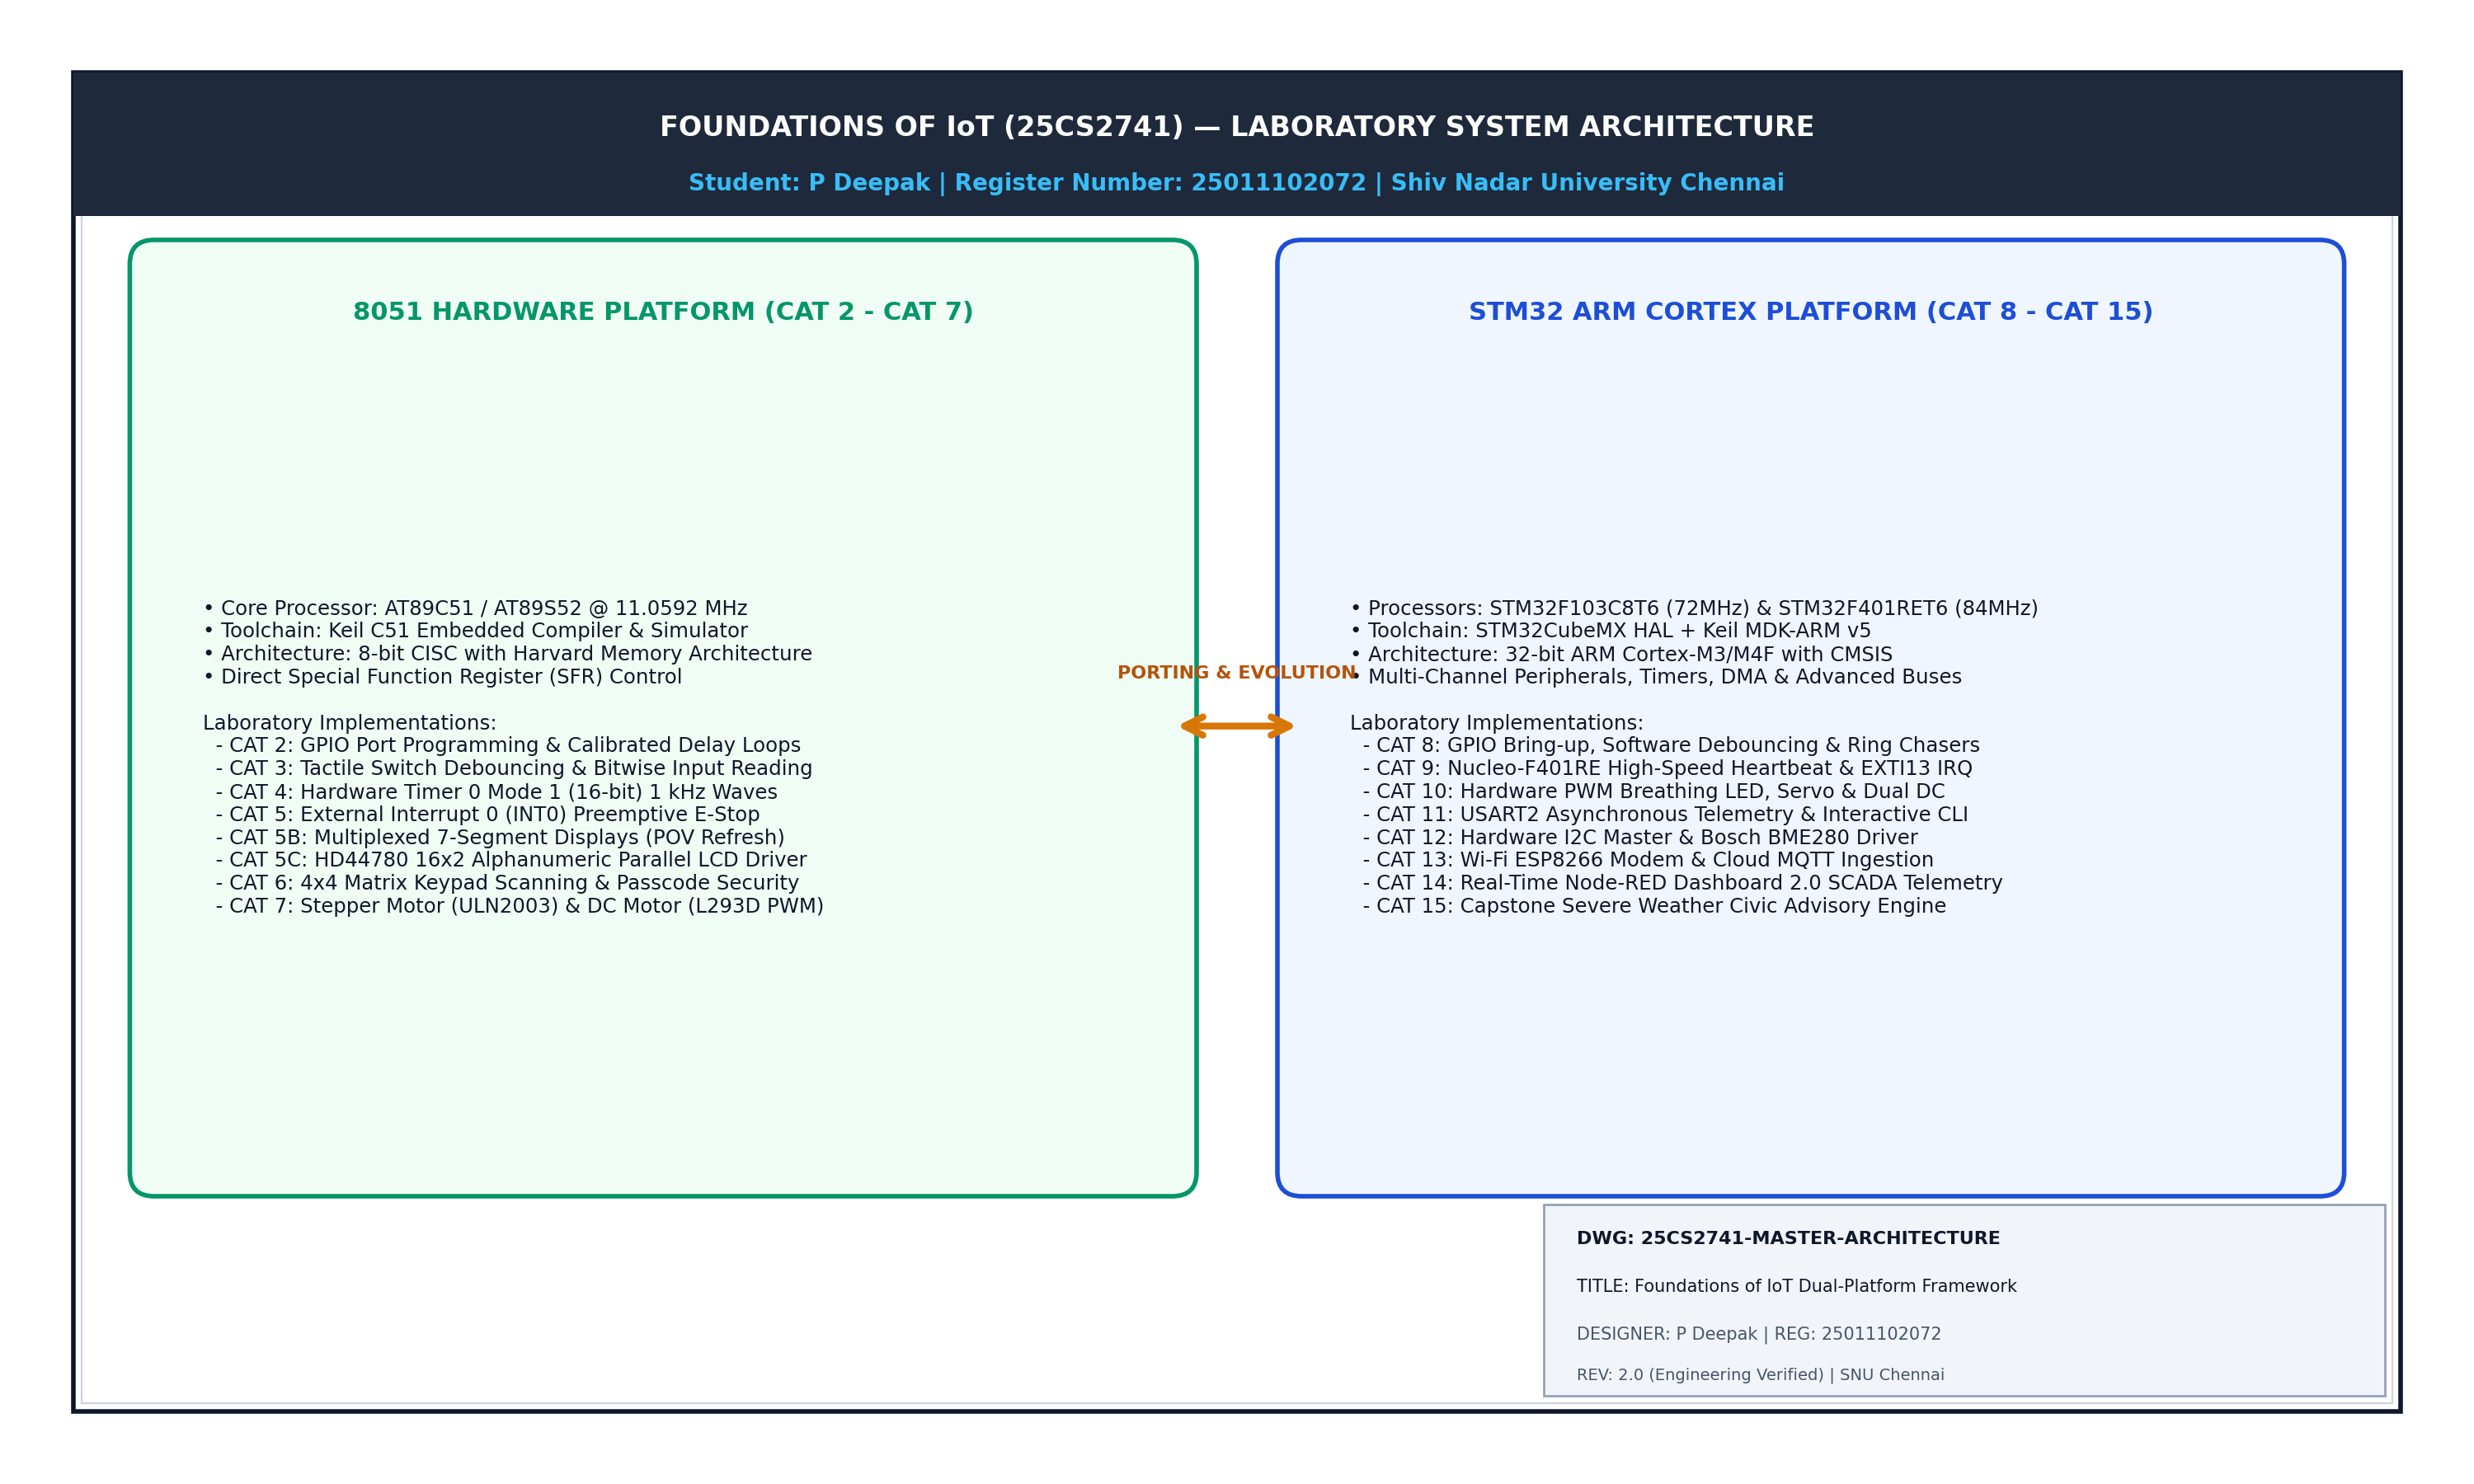 FOUNDATIONS OF IoT (25CS2741) — LABORATORY SYSTEM ARCHITECTURE
Student: P Deepak | Register Number: 25011102072 | Shiv Nadar University Chennai
8051 HARDWARE PLATFORM (CAT 2 - CAT 7)
• Core Processor: AT89C51 / AT89S52 @ 11.0592 MHz
• Toolchain: Keil C51 Embedded Compiler & Simulator
• Architecture: 8-bit CISC with Harvard Memory Architecture
• Direct Special Function Register (SFR) Control
Laboratory Implementations:
- CAT 2: GPIO Port Programming & Calibrated Delay Loops
- CAT 3: Tactile Switch Debouncing & Bitwise Input Reading
- CAT 4: Hardware Timer 0 Mode 1 (16-bit) 1 kHz Waves
- CAT 5: External Interrupt 0 (INT0) Preemptive E-Stop
- CAT 5B: Multiplexed 7-Segment Displays (POV Refresh)
- CAT 5C: HD44780 16x2 Alphanumeric Parallel LCD Driver
- CAT 6: 4x4 Matrix Keypad Scanning & Passcode Security
- CAT 7: Stepper Motor (ULN2003) & DC Motor (L293D PWM)
PORTING & EVOLUTION
STM32 ARM CORTEX PLATFORM (CAT 8 - CAT 15)
• Processors: STM32F103C8T6 (72MHz) & STM32F401RET6 (84MHz)
• Toolchain: STM32CubeMX HAL + Keil MDK-ARM v5
• Architecture: 32-bit ARM Cortex-M3/M4F with CMSIS
• Multi-Channel Peripherals, Timers, DMA & Advanced Buses
Laboratory Implementations:
- CAT 8: GPIO Bring-up, Software Debouncing & Ring Chasers
- CAT 9: Nucleo-F401RE High-Speed Heartbeat & EXTI13 IRQ
- CAT 10: Hardware PWM Breathing LED, Servo & Dual DC
- CAT 11: USART2 Asynchronous Telemetry & Interactive CLI
- CAT 12: Hardware I2C Master & Bosch BME280 Driver
- CAT 13: Wi-Fi ESP8266 Modem & Cloud MQTT Ingestion
- CAT 14: Real-Time Node-RED Dashboard 2.0 SCADA Telemetry
- CAT 15: Capstone Severe Weather Civic Advisory Engine
DWG: 25CS2741-MASTER-ARCHITECTURE
TITLE: Foundations of IoT Dual-Platform Framework
DESIGNER: P Deepak | REG: 25011102072
REV: 2.0 (Engineering Verified) | SNU Chennai